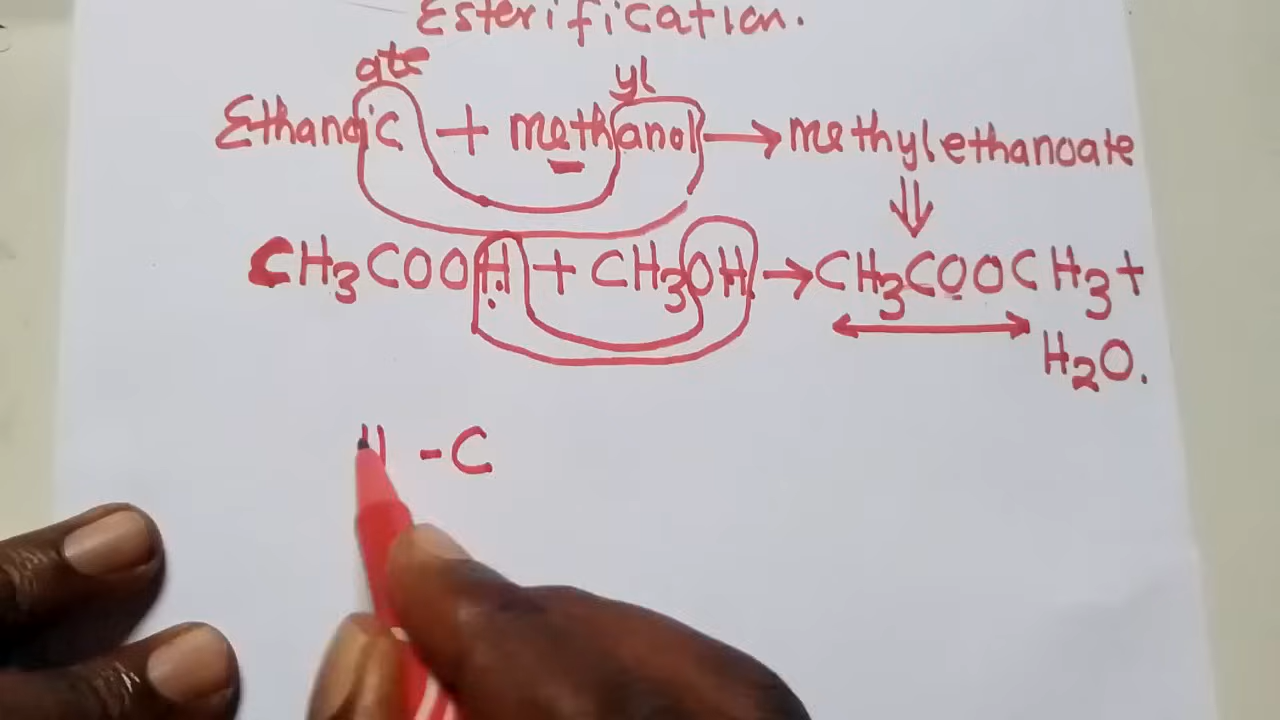 Esterification.
ate yl
Ethanoic + methanol → methylethanoate
⇓
CH3COOH + CH3OH → CH3COOCH3 +
H2O.
H - C